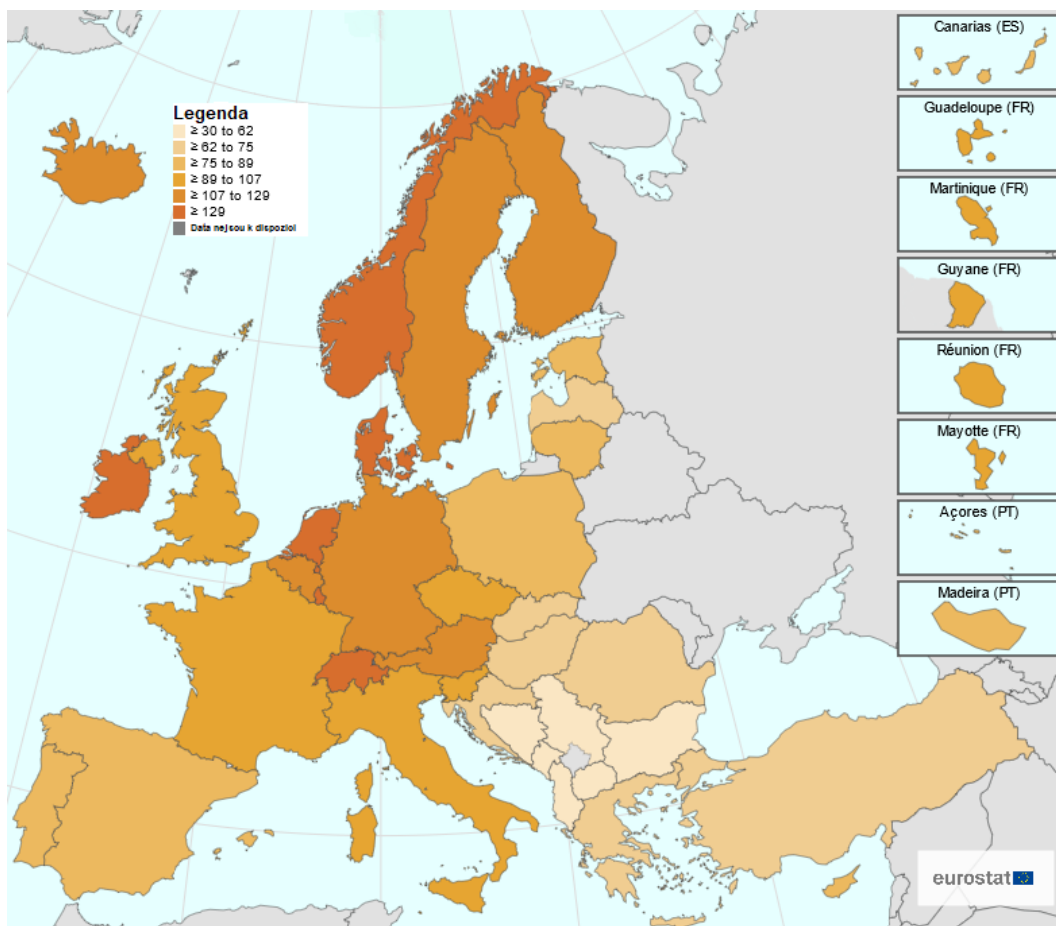 Legenda
≥ 30 to 62
≥ 62 to 75
≥ 75 to 89
≥ 89 to 107
≥ 107 to 129
≥ 129
Data nejsou k dispozici
Canarias (ES)
Guadeloupe (FR)
Martinique (FR)
Guyane (FR)
Réunion (FR)
Mayotte (FR)
Açores (PT)
Madeira (PT)
eurostat